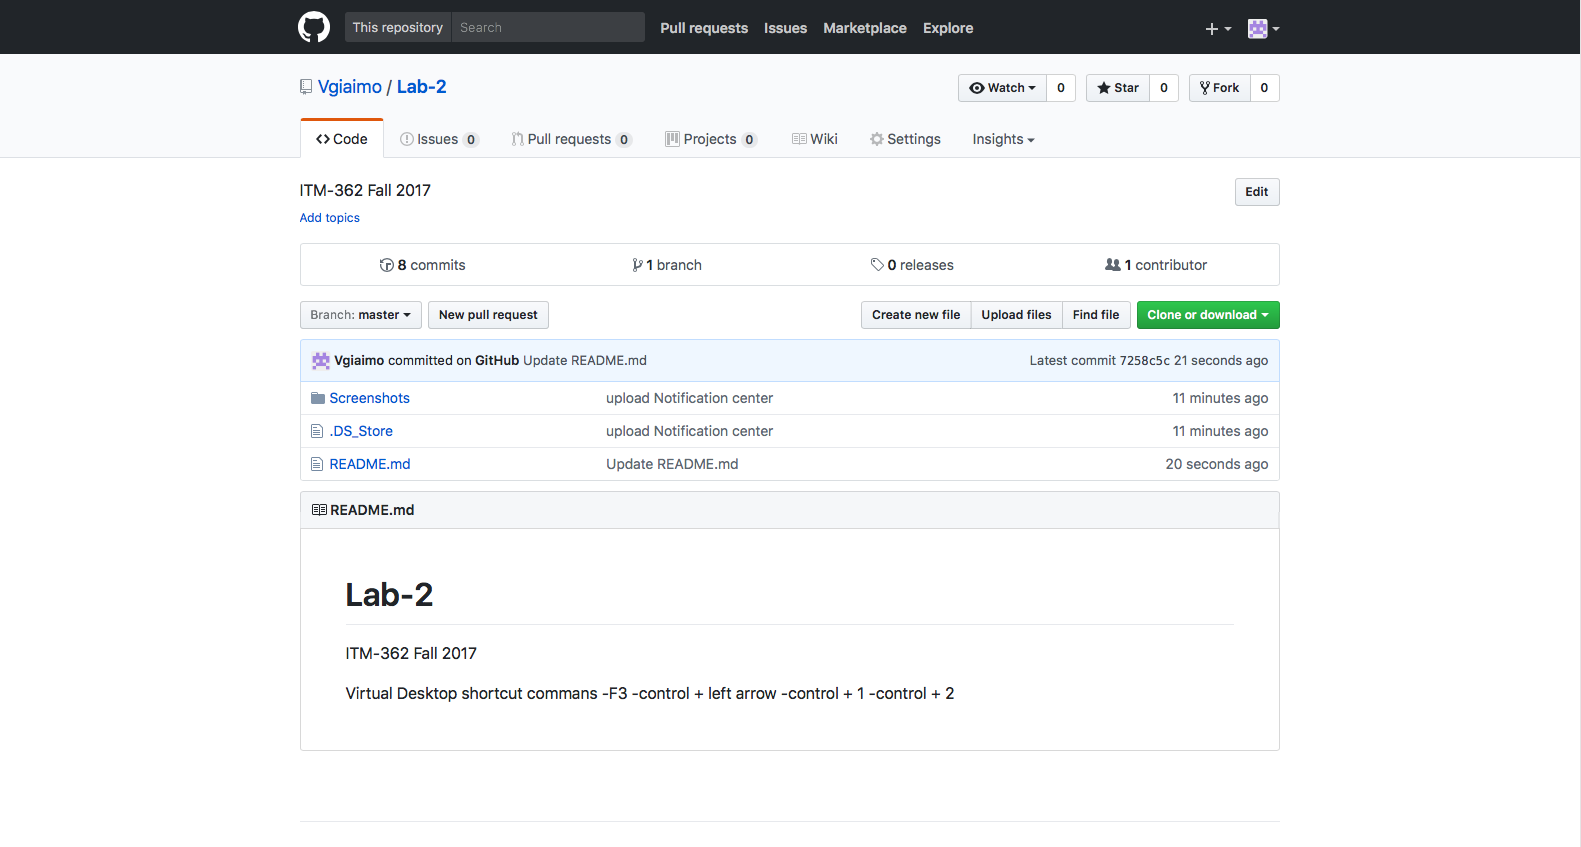 This repository Search Pull requests Issues Marketplace Explore
Vgiaimo / Lab-2 Watch 0 Star 0 Fork 0
Code Issues 0 Pull requests 0 Projects 0 Wiki Settings Insights
ITM-362 Fall 2017 Edit
Add topics
8 commits 1 branch 0 releases 1 contributor
Branch: master New pull request Create new file Upload files Find file Clone or download
Vgiaimo committed on GitHub Update README.md Latest commit 7258c5c 21 seconds ago
Screenshots upload Notification center 11 minutes ago
.DS_Store upload Notification center 11 minutes ago
README.md Update README.md 20 seconds ago
README.md
Lab-2
ITM-362 Fall 2017
Virtual Desktop shortcut commans -F3 -control + left arrow -control + 1 -control + 2